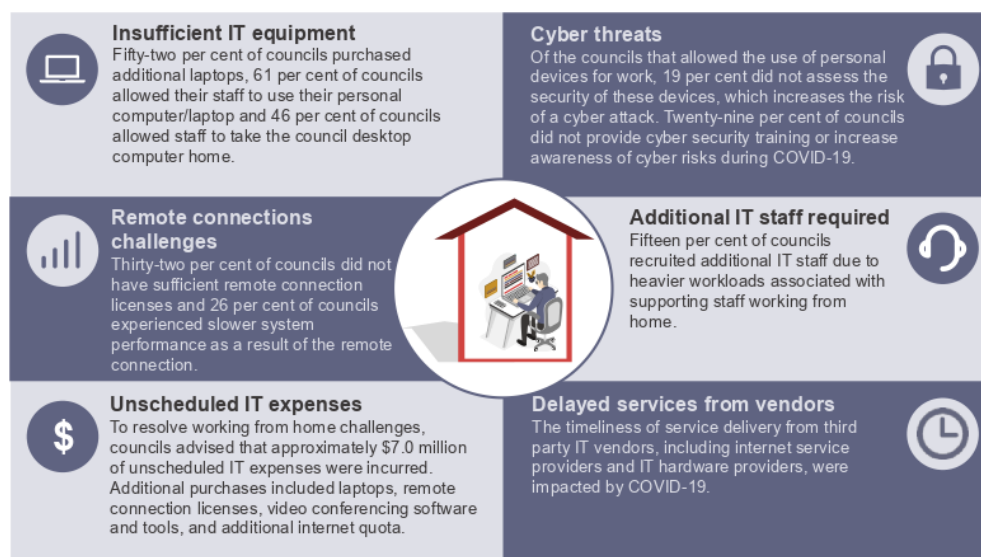 Insufficient IT equipment
Fifty-two per cent of councils purchased
additional laptops, 61 per cent of councils
allowed their staff to use their personal
computer/laptop and 46 per cent of councils
allowed staff to take the council desktop
computer home.
Cyber threats
Of the councils that allowed the use of personal
devices for work, 19 per cent did not assess the
security of these devices, which increases the risk
of a cyber attack. Twenty-nine per cent of councils
did not provide cyber security training or increase
awareness of cyber risks during COVID-19.
Remote connections
challenges
Thirty-two per cent of councils did not
have sufficient remote connection
licenses and 26 per cent of councils
experienced slower system
performance as a result of the remote
connection.
Additional IT staff required
Fifteen per cent of councils
recruited additional IT staff due to
heavier workloads associated with
supporting staff working from
home.
$
Unscheduled IT expenses
To resolve working from home challenges,
councils advised that approximately $7.0 million
of unscheduled IT expenses were incurred.
Additional purchases included laptops, remote
connection licenses, video conferencing software
and tools, and additional internet quota.
Delayed services from vendors
The timeliness of service delivery from third
party IT vendors, including internet service
providers and IT hardware providers, were
impacted by COVID-19.